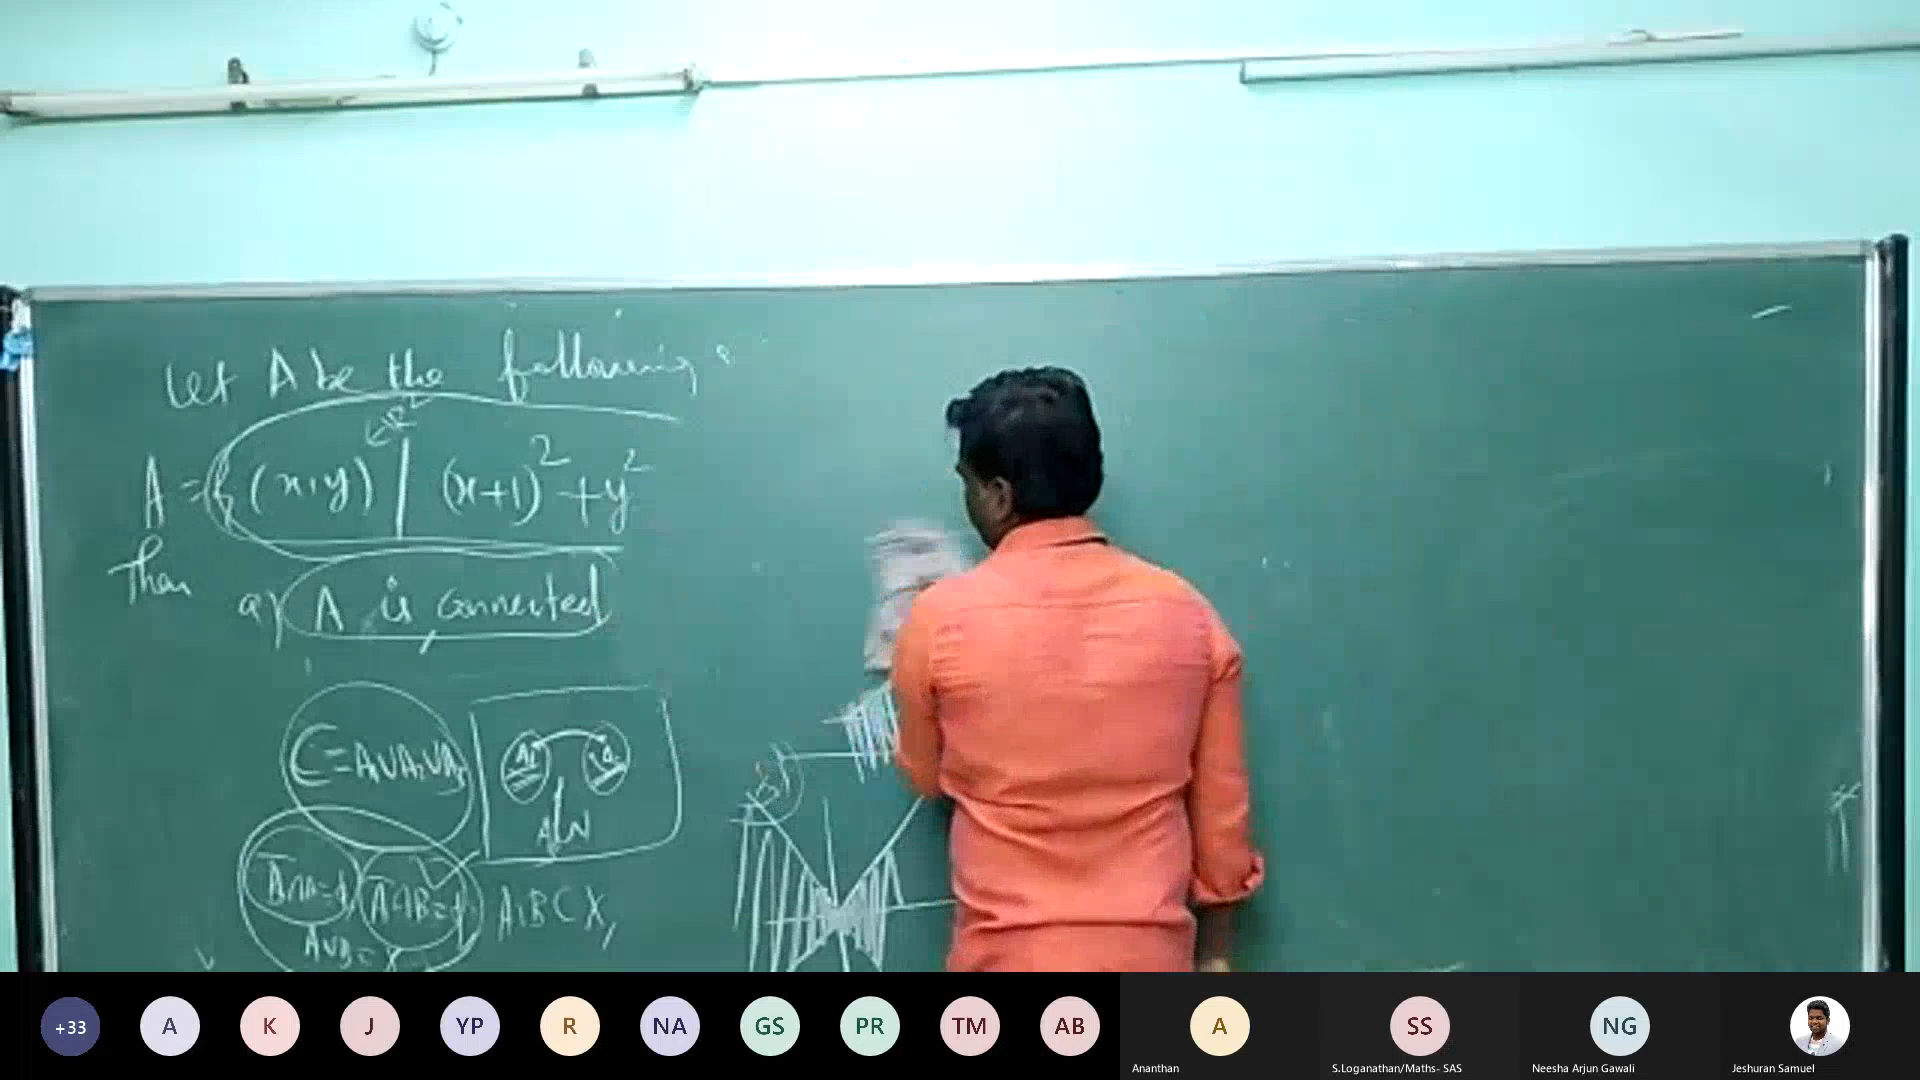 Let A be the following
∈ℝ²
A = { (x,y) | (x+1)² + y²
Then
a) A is connected
C = A₁∪A₂∪A₃
A₁
A∪B =
A,B ⊂ X,
+33
A
K
J
YP
R
NA
GS
PR
TM
AB
A
SS
NG
Ananthan
S.Loganathan/Maths- SAS
Neesha Arjun Gawali
Jeshuran Samuel